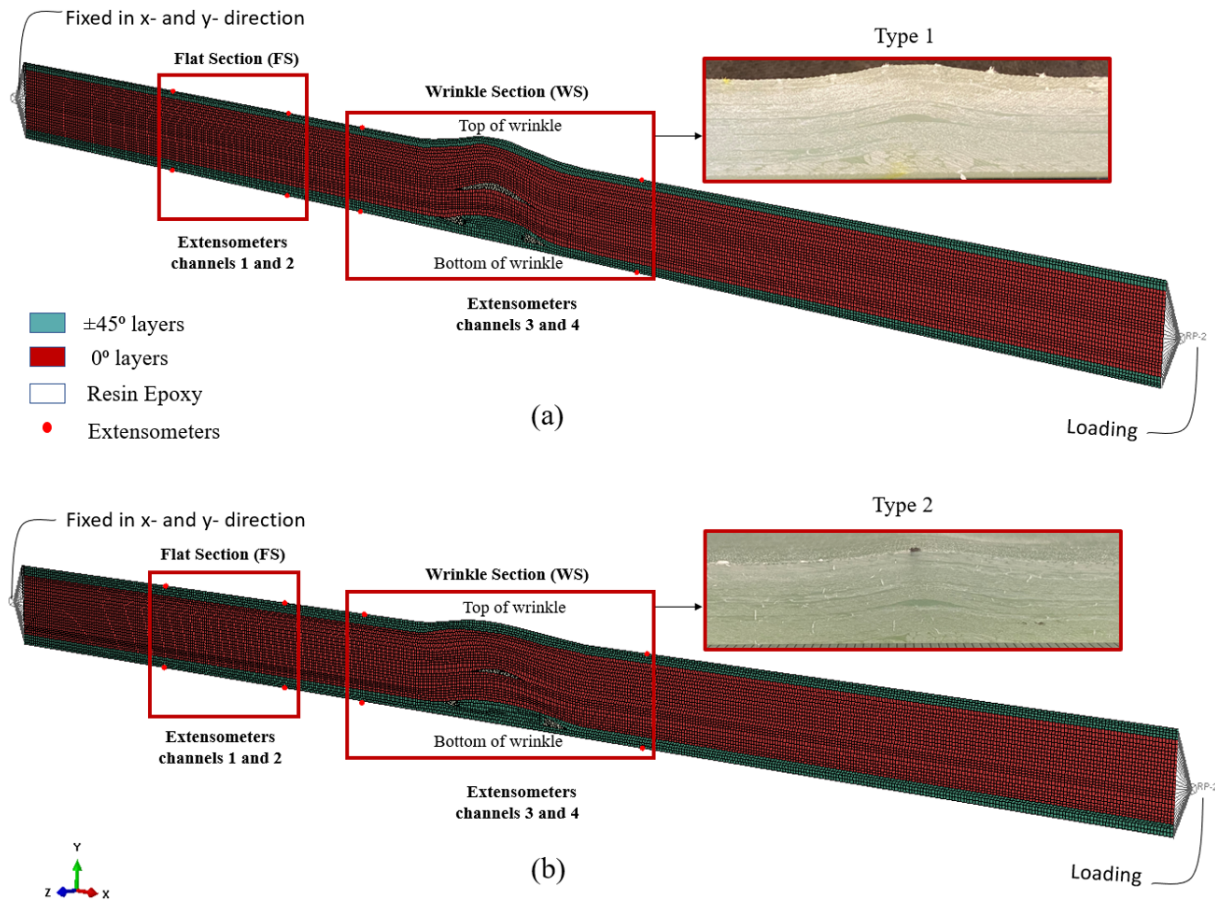 Fixed in x- and y- direction
Type 1
Flat Section (FS)
Wrinkle Section (WS)
Top of wrinkle
Extensometers
channels 1 and 2
Bottom of wrinkle
Extensometers
channels 3 and 4
RP-2
±45º layers
0º layers
Resin Epoxy
Extensometers
(a)
Loading
Type 2
Fixed in x- and y- direction
Flat Section (FS)
Wrinkle Section (WS)
Top of wrinkle
Extensometers
channels 1 and 2
Bottom of wrinkle
Extensometers
channels 3 and 4
RP-2
Y
Z
X
(b)
Loading